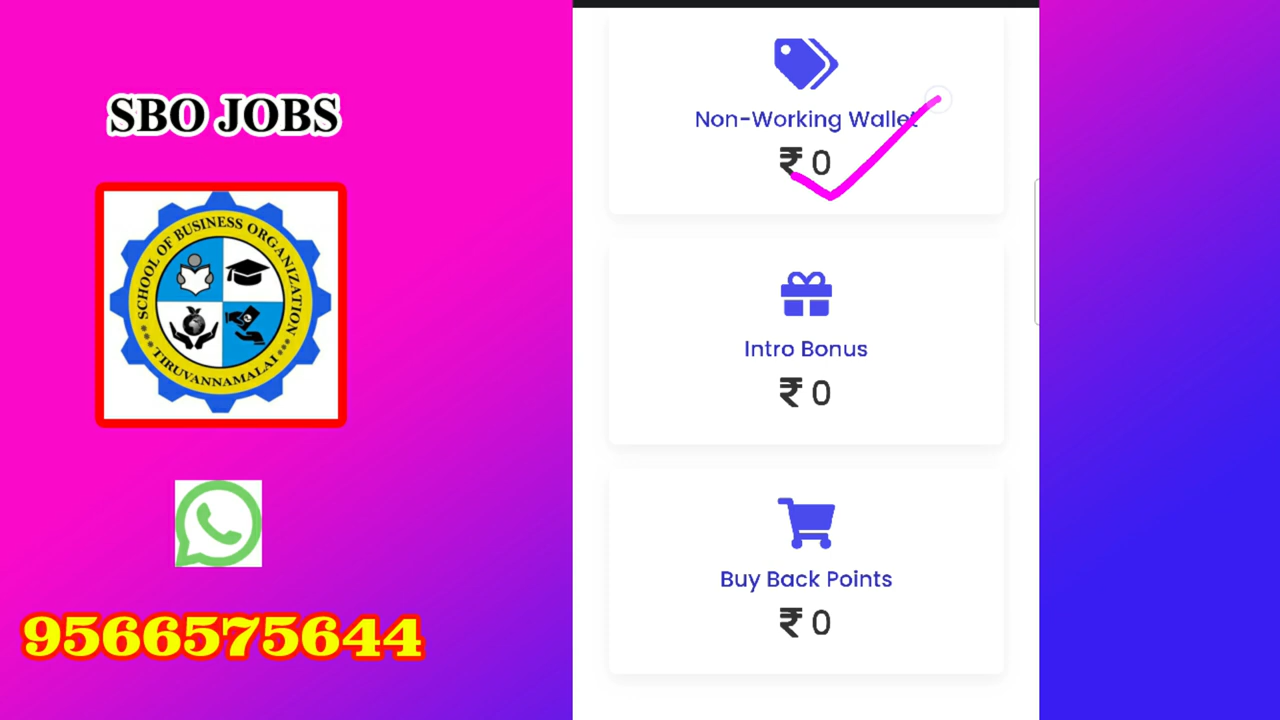 SBO JOBS
SCHOOL OF BUSINESS ORGANIZATION
TIRUVANNAMALAI
9566575644
Non-Working Wallet
₹ 0
Intro Bonus
₹ 0
Buy Back Points
₹ 0